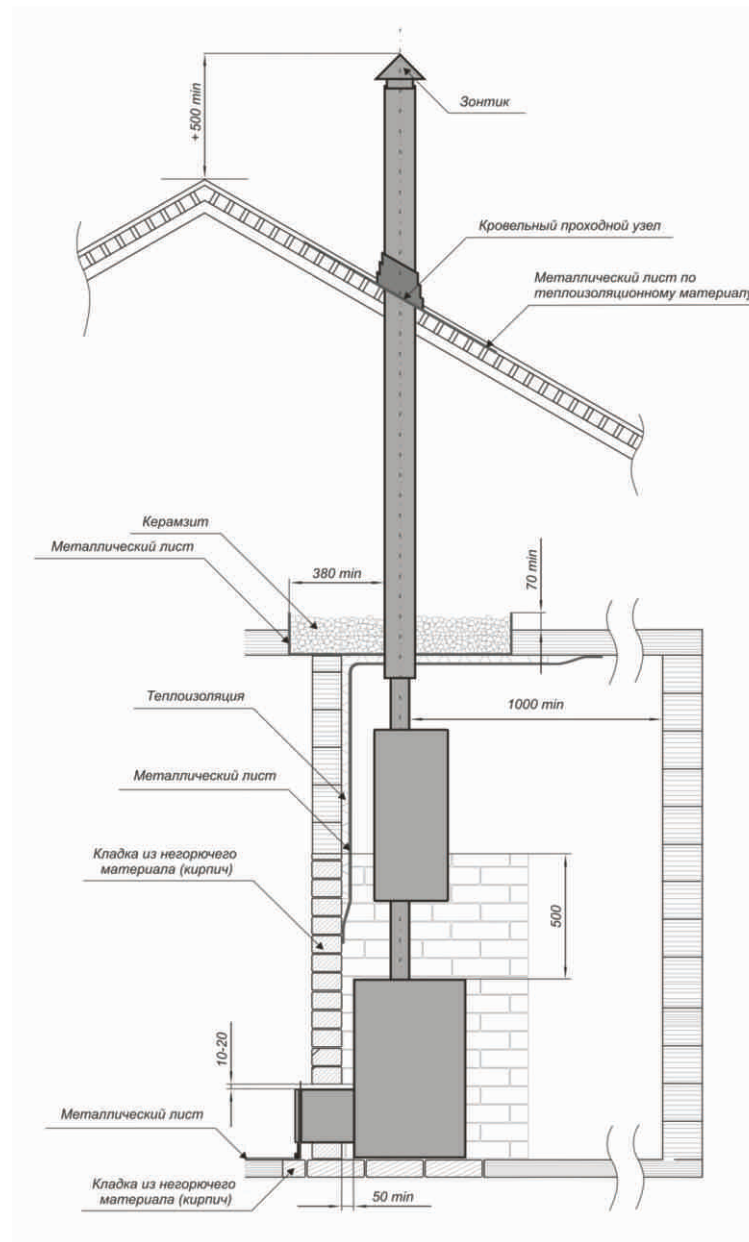 + 500 min
Зонтик
Кровельный проходной узел
Металлический лист по
теплоизоляционному материалу
Керамзит
Металлический лист
380 min
70 min
Теплоизоляция
1000 min
Металлический лист
Кладка из негорючего
материала (кирпич)
500
10-20
Металлический лист
Кладка из негорючего
материала (кирпич)
50 min